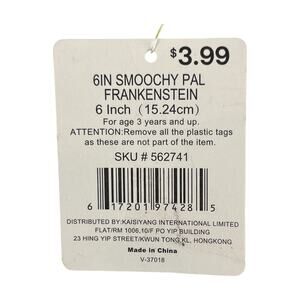 $3.99
6IN SMOOCHY PAL
FRANKENSTEIN
6 Inch (15.24cm)
For age 3 years and up.
ATTENTION:Remove all the plastic tags
as these are not part of the item.
SKU # 562741
6 17201 97428 5
DISTRIBUTED BY:KAISIYANG INTERNATIONAL LIMITED
FLAT/RM 1006,10/F PO YIP BUILDING
23 HING YIP STREET/KWUN TONG,KL, HONGKONG
Made in China
V-37018